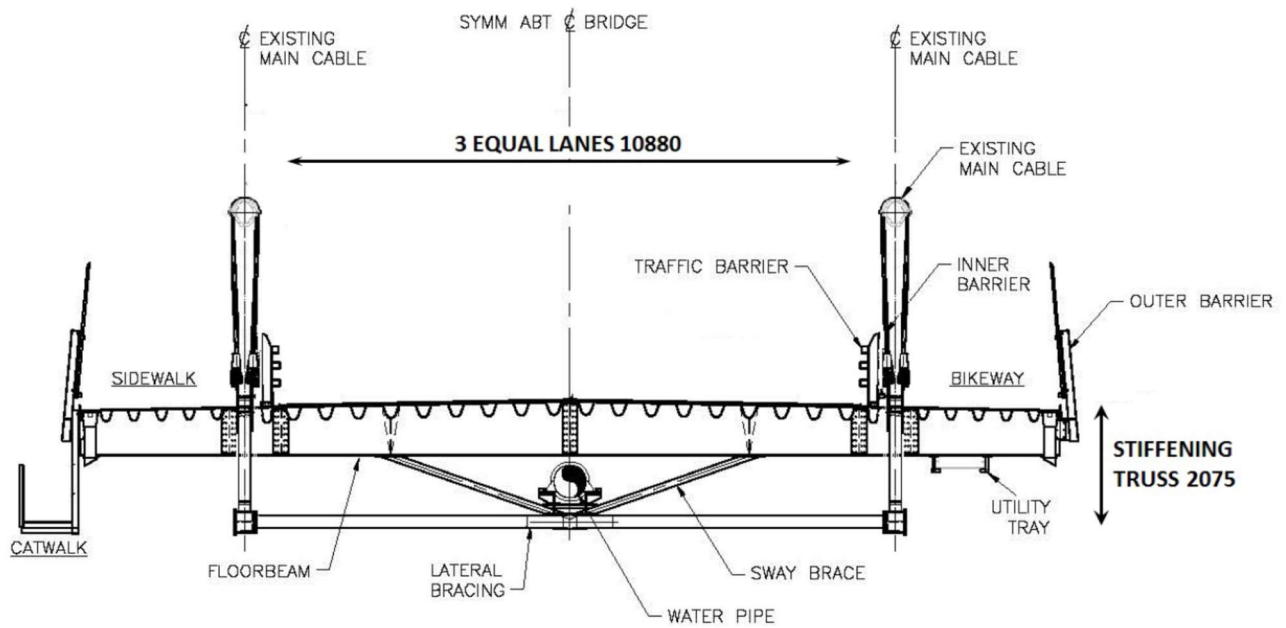 SYMM ABT ℄ BRIDGE
℄ EXISTING
MAIN CABLE
℄ EXISTING
MAIN CABLE
3 EQUAL LANES 10880
EXISTING
MAIN CABLE
TRAFFIC BARRIER
INNER
BARRIER
OUTER BARRIER
SIDEWALK
BIKEWAY
STIFFENING
TRUSS 2075
UTILITY
TRAY
CATWALK
FLOORBEAM
LATERAL
BRACING
SWAY BRACE
WATER PIPE